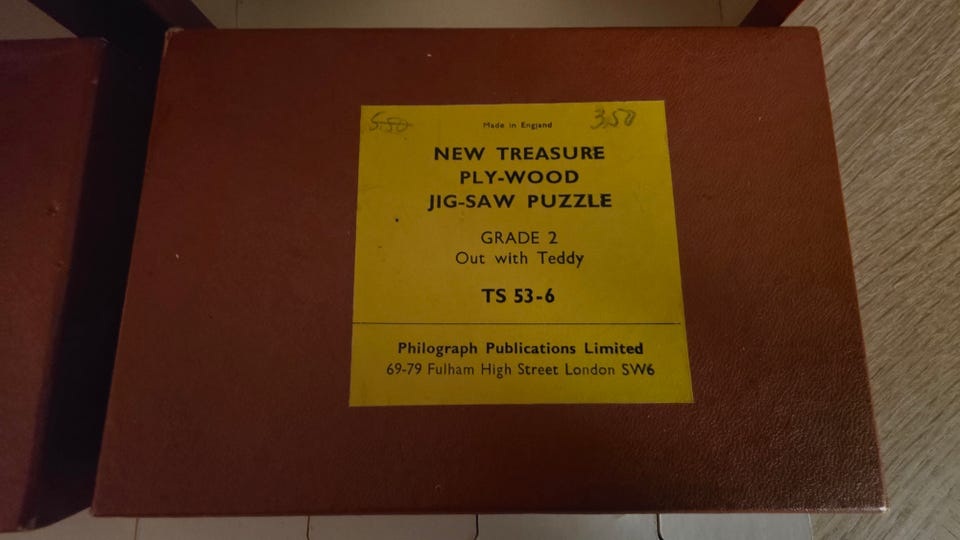 5.50 Made in England 3.50
NEW TREASURE
PLY-WOOD
JIG-SAW PUZZLE
GRADE 2
Out with Teddy
TS 53-6
Philograph Publications Limited
69-79 Fulham High Street London SW6